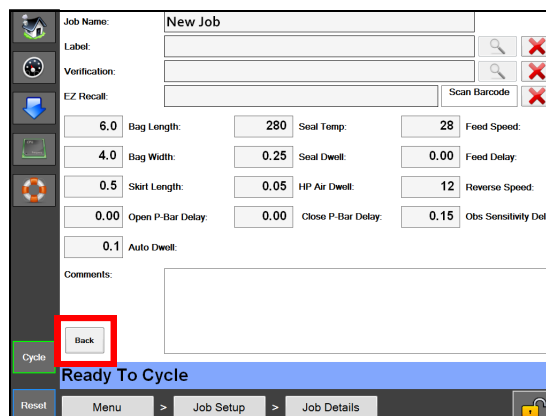 Job Name: New Job
Label:
Verification:
EZ Recall: Scan Barcode
6.0 Bag Length: 280 Seal Temp: 28 Feed Speed:
4.0 Bag Width: 0.25 Seal Dwell: 0.00 Feed Delay:
0.5 Skirt Length: 0.05 HP Air Dwell: 12 Reverse Speed:
0.00 Open P-Bar Delay: 0.00 Close P-Bar Delay: 0.15 Obs Sensitivity Del
0.1 Auto Dwell:
Comments:
Back
Cycle
Ready To Cycle
Reset Menu > Job Setup > Job Details